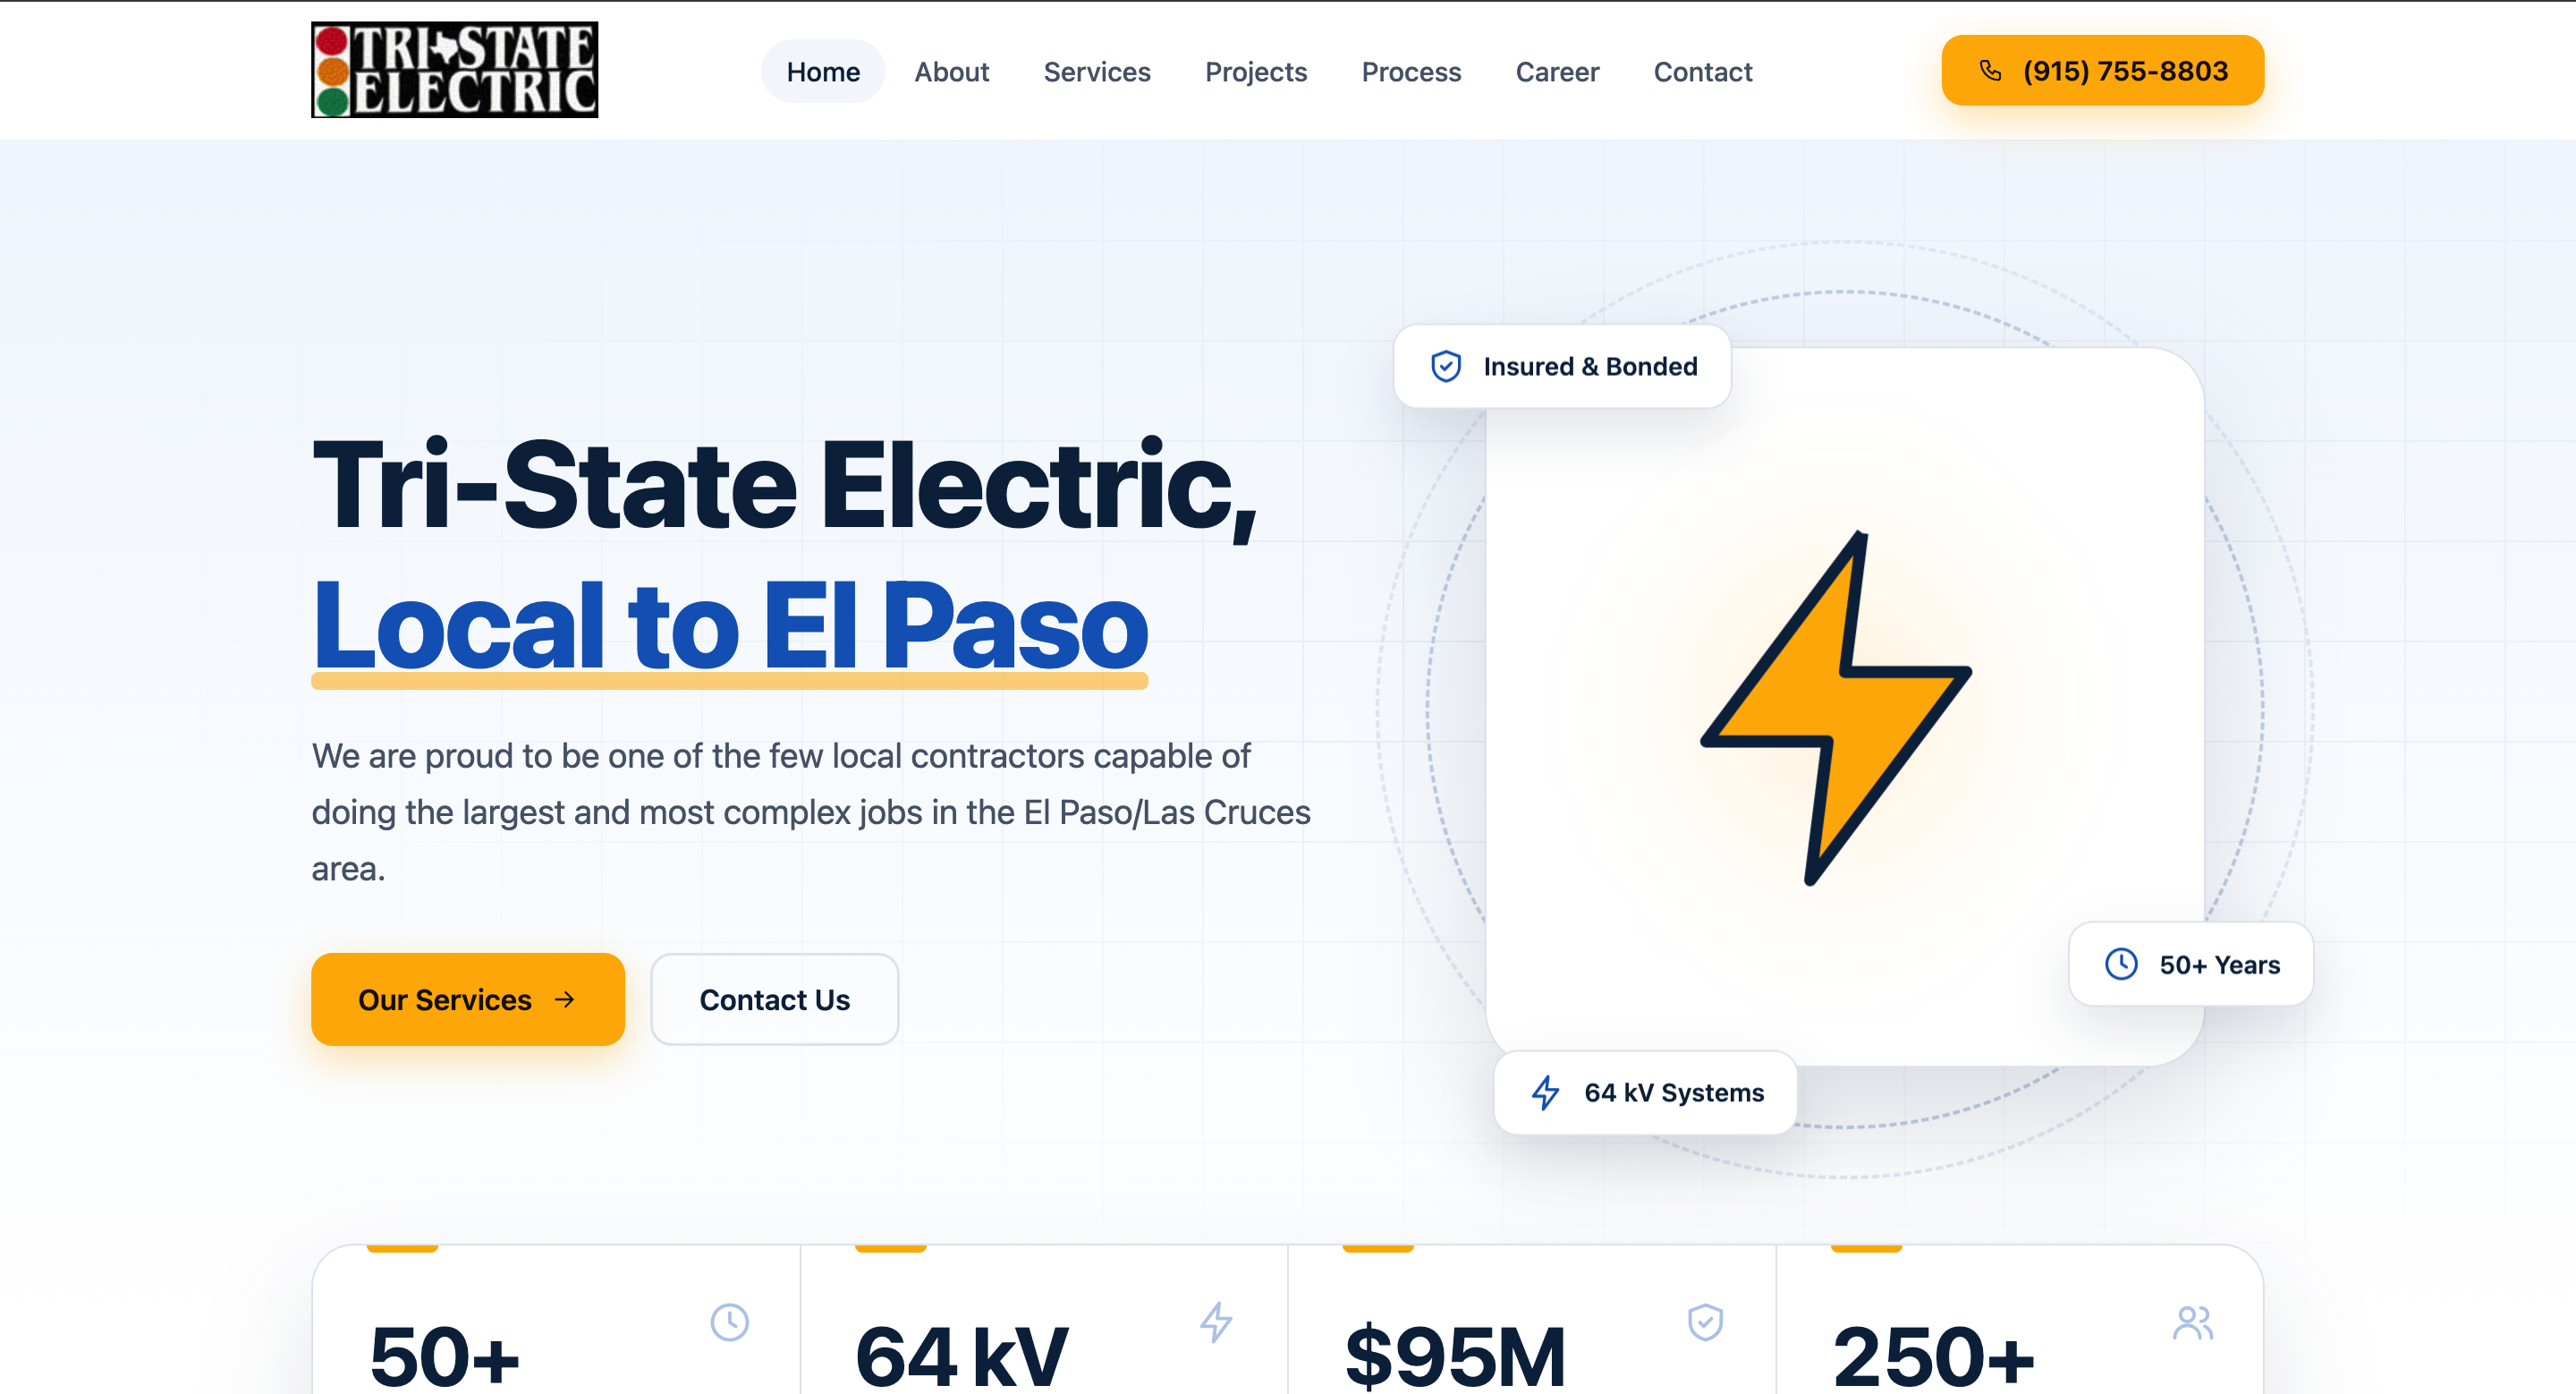 TRI STATE
ELECTRIC
Home
About
Services
Projects
Process
Career
Contact
(915) 755-8803
Insured & Bonded
Tri-State Electric,
Local to El Paso
We are proud to be one of the few local contractors capable of
doing the largest and most complex jobs in the El Paso/Las Cruces
area.
Our Services
Contact Us
50+ Years
64 kV Systems
50+
64 kV
$95M
250+